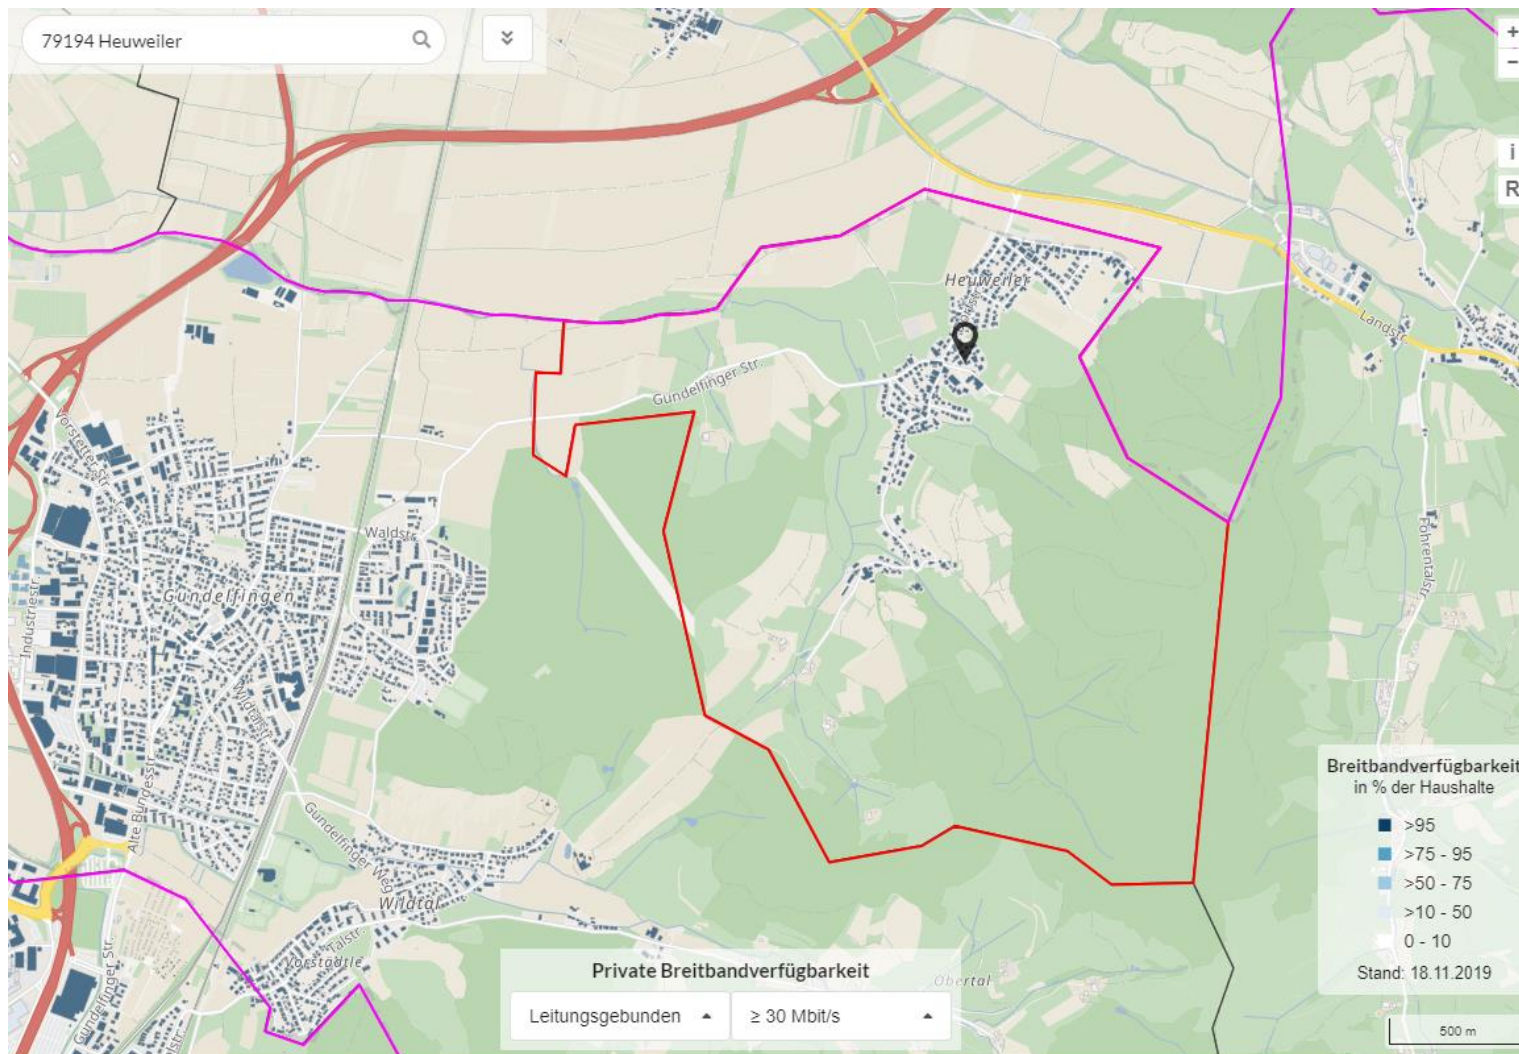 79194 Heuweiler
+
−
i
R
Heuweiler
Landstr.
Gundelfinger Str.
Vorstetter Str.
Waldstr.
Föhrentalstr.
Gundelfingen
Industriestr.
Wildtalstr.
Alte Bundesstr.
Gundelfinger Weg
Wildtal
Talstr.
Vorstädtle
Gundelfinger Str.
Obertal
Breitbandverfügbarkeit
in % der Haushalte
>95
>75 - 95
>50 - 75
>10 - 50
0 - 10
Stand: 18.11.2019
500 m
Private Breitbandverfügbarkeit
Leitungsgebunden
≥ 30 Mbit/s